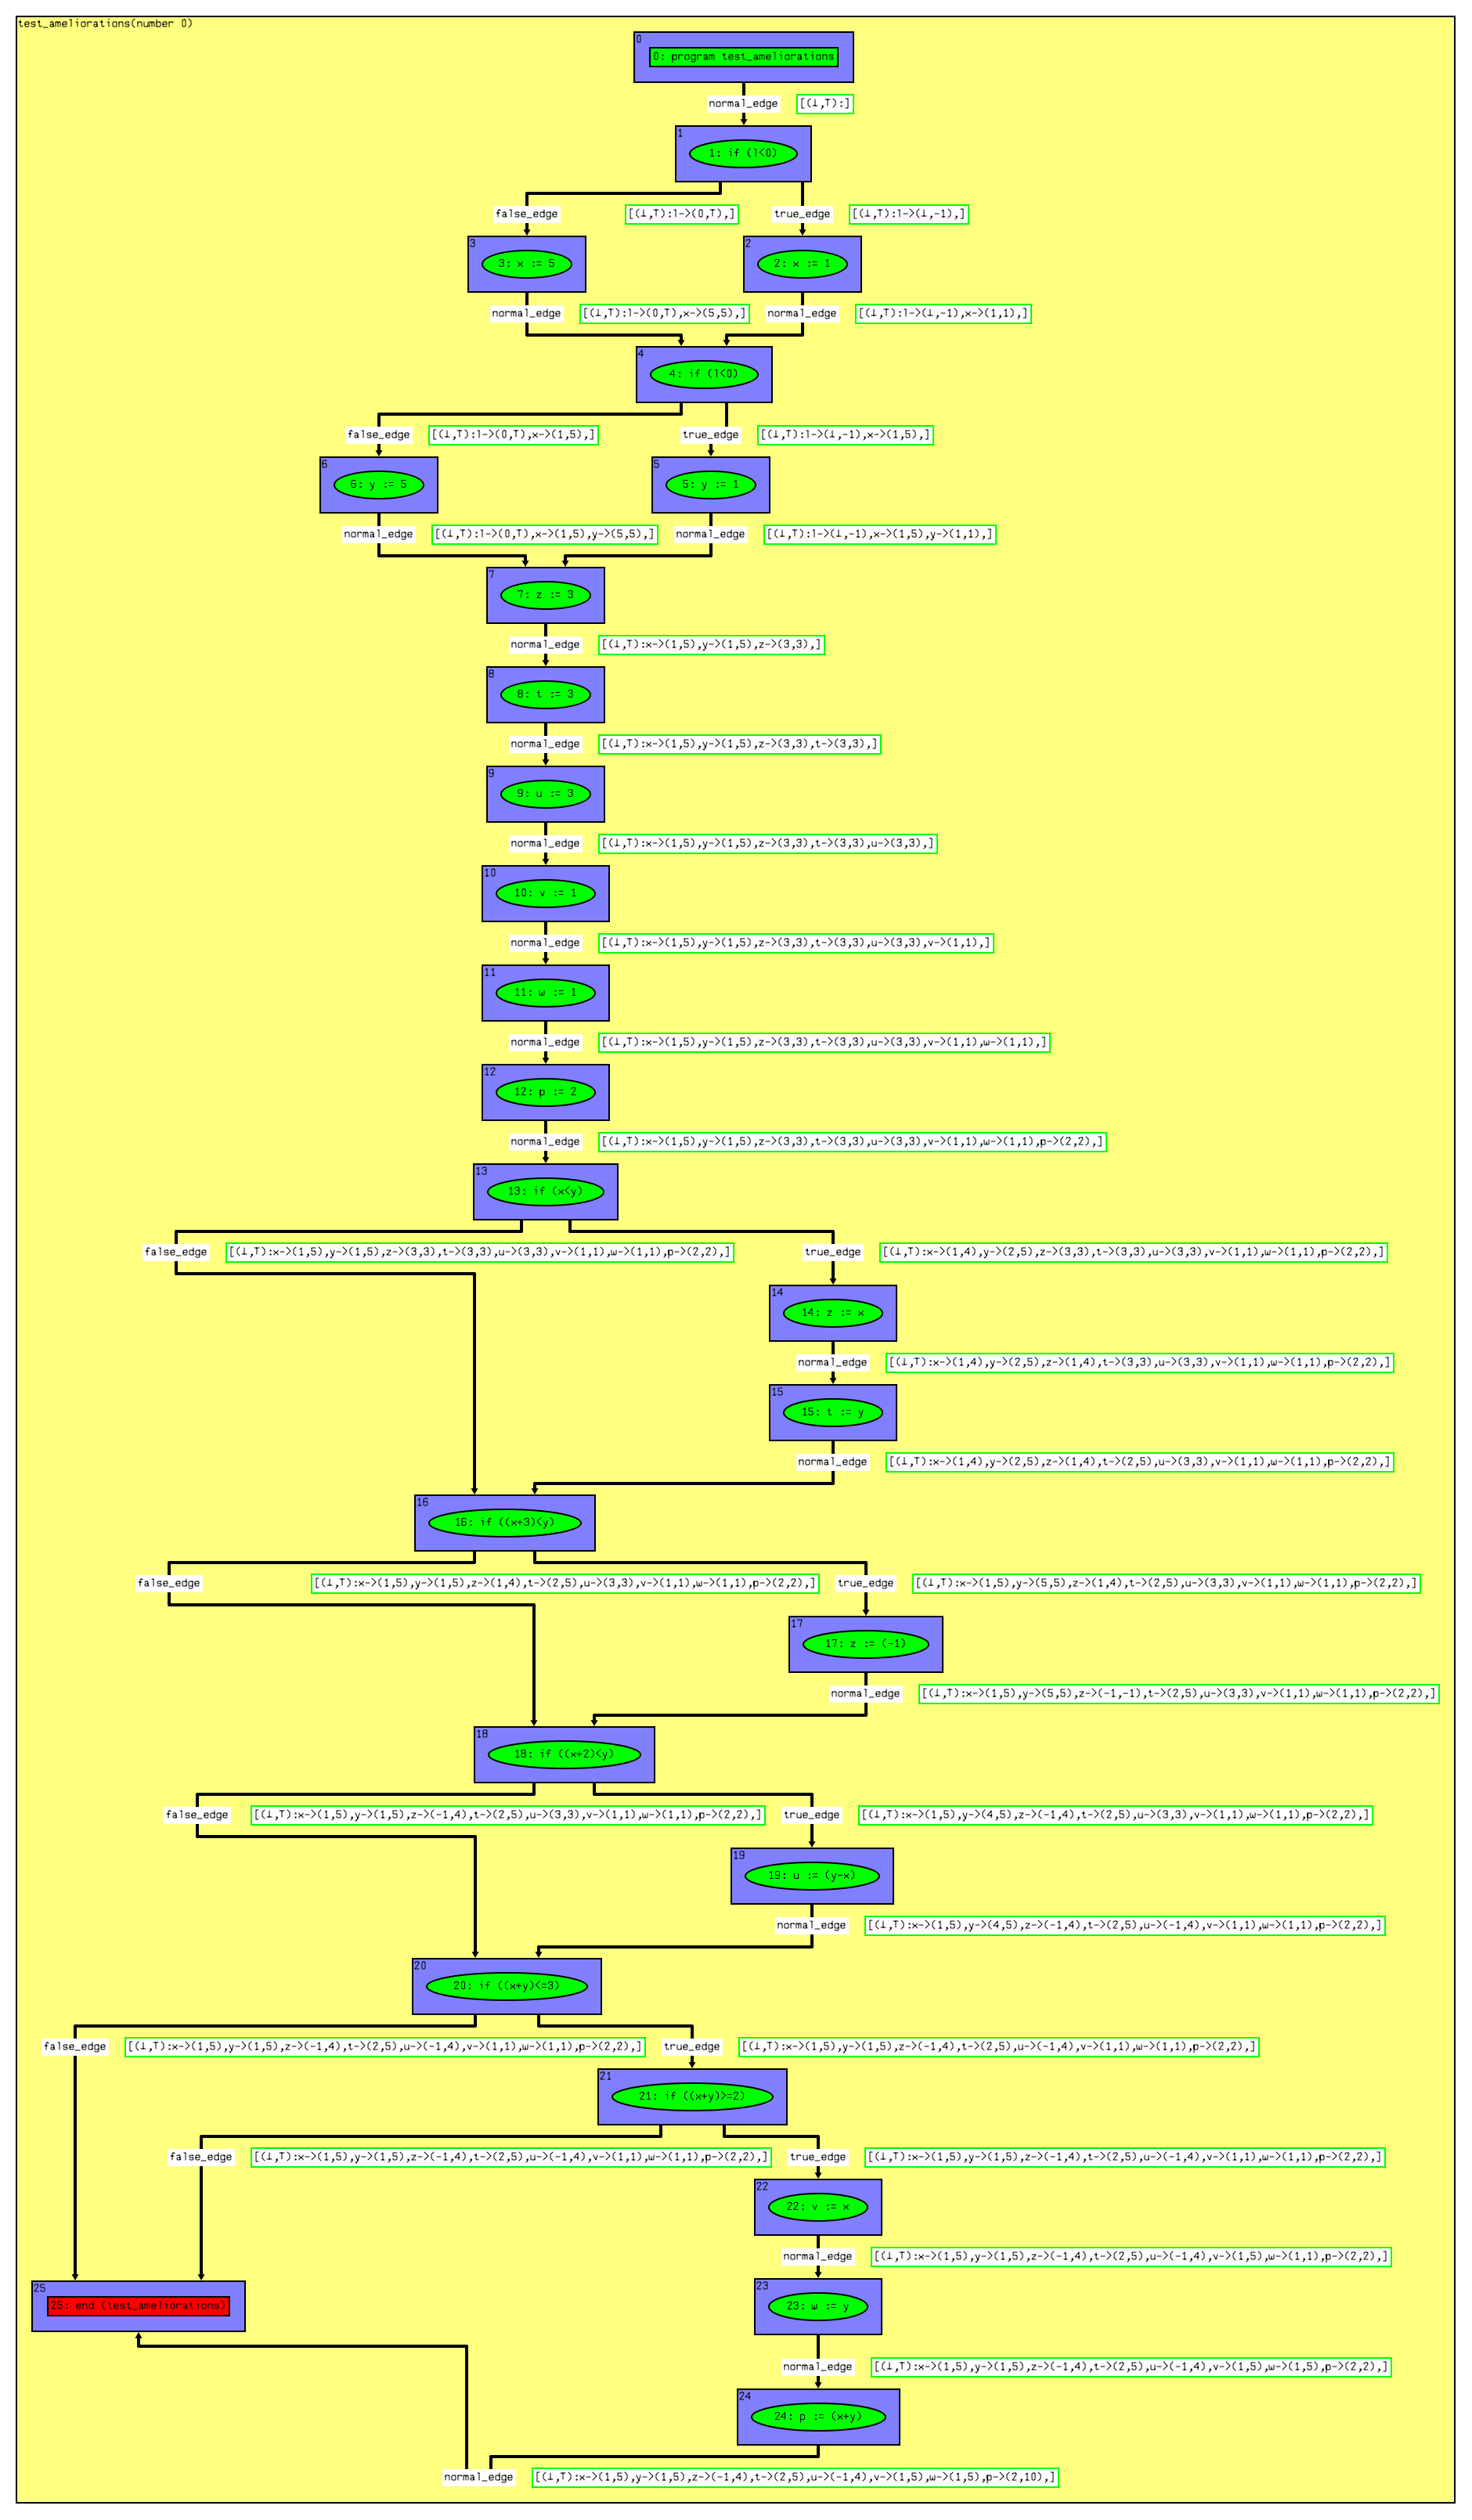 test_ameliorations(number 0)
0
0: program test_ameliorations
normal_edge [(⊥,T):]
1
1: if (l<0)
false_edge [(⊥,T):l->(0,T),] true_edge [(⊥,T):l->(⊥,-1),]
3 2
3: x := 5 2: x := 1
normal_edge [(⊥,T):l->(0,T),x->(5,5),] normal_edge [(⊥,T):l->(⊥,-1),x->(1,1),]
4
4: if (l<0)
false_edge [(⊥,T):l->(0,T),x->(1,5),] true_edge [(⊥,T):l->(⊥,-1),x->(1,5),]
6 5
6: y := 5 5: y := 1
normal_edge [(⊥,T):l->(0,T),x->(1,5),y->(5,5),] normal_edge [(⊥,T):l->(⊥,-1),x->(1,5),y->(1,1),]
7
7: z := 3
normal_edge [(⊥,T):x->(1,5),y->(1,5),z->(3,3),]
8
8: t := 3
normal_edge [(⊥,T):x->(1,5),y->(1,5),z->(3,3),t->(3,3),]
9
9: u := 3
normal_edge [(⊥,T):x->(1,5),y->(1,5),z->(3,3),t->(3,3),u->(3,3),]
10
10: v := 1
normal_edge [(⊥,T):x->(1,5),y->(1,5),z->(3,3),t->(3,3),u->(3,3),v->(1,1),]
11
11: w := 1
normal_edge [(⊥,T):x->(1,5),y->(1,5),z->(3,3),t->(3,3),u->(3,3),v->(1,1),w->(1,1),]
12
12: p := 2
normal_edge [(⊥,T):x->(1,5),y->(1,5),z->(3,3),t->(3,3),u->(3,3),v->(1,1),w->(1,1),p->(2,2),]
13
13: if (x<y)
false_edge [(⊥,T):x->(1,5),y->(1,5),z->(3,3),t->(3,3),u->(3,3),v->(1,1),w->(1,1),p->(2,2),] true_edge [(⊥,T):x->(1,4),y->(2,5),z->(3,3),t->(3,3),u->(3,3),v->(1,1),w->(1,1),p->(2,2),]
14
14: z := x
normal_edge [(⊥,T):x->(1,4),y->(2,5),z->(1,4),t->(3,3),u->(3,3),v->(1,1),w->(1,1),p->(2,2),]
15
15: t := y
normal_edge [(⊥,T):x->(1,4),y->(2,5),z->(1,4),t->(2,5),u->(3,3),v->(1,1),w->(1,1),p->(2,2),]
16
16: if ((x+3)<y)
false_edge [(⊥,T):x->(1,5),y->(1,5),z->(1,4),t->(2,5),u->(3,3),v->(1,1),w->(1,1),p->(2,2),] true_edge [(⊥,T):x->(1,5),y->(5,5),z->(1,4),t->(2,5),u->(3,3),v->(1,1),w->(1,1),p->(2,2),]
17
17: z := (-1)
normal_edge [(⊥,T):x->(1,5),y->(5,5),z->(-1,-1),t->(2,5),u->(3,3),v->(1,1),w->(1,1),p->(2,2),]
18
18: if ((x+2)<y)
false_edge [(⊥,T):x->(1,5),y->(1,5),z->(-1,4),t->(2,5),u->(3,3),v->(1,1),w->(1,1),p->(2,2),] true_edge [(⊥,T):x->(1,5),y->(4,5),z->(-1,4),t->(2,5),u->(3,3),v->(1,1),w->(1,1),p->(2,2),]
19
19: u := (y-x)
normal_edge [(⊥,T):x->(1,5),y->(4,5),z->(-1,4),t->(2,5),u->(-1,4),v->(1,1),w->(1,1),p->(2,2),]
20
20: if ((x+y)<=3)
false_edge [(⊥,T):x->(1,5),y->(1,5),z->(-1,4),t->(2,5),u->(-1,4),v->(1,1),w->(1,1),p->(2,2),] true_edge [(⊥,T):x->(1,5),y->(1,5),z->(-1,4),t->(2,5),u->(-1,4),v->(1,1),w->(1,1),p->(2,2),]
21
21: if ((x+y)>=2)
false_edge [(⊥,T):x->(1,5),y->(1,5),z->(-1,4),t->(2,5),u->(-1,4),v->(1,1),w->(1,1),p->(2,2),] true_edge [(⊥,T):x->(1,5),y->(1,5),z->(-1,4),t->(2,5),u->(-1,4),v->(1,1),w->(1,1),p->(2,2),]
22
22: v := x
normal_edge [(⊥,T):x->(1,5),y->(1,5),z->(-1,4),t->(2,5),u->(-1,4),v->(1,5),w->(1,1),p->(2,2),]
25 23
25: end (test_ameliorations) 23: w := y
normal_edge [(⊥,T):x->(1,5),y->(1,5),z->(-1,4),t->(2,5),u->(-1,4),v->(1,5),w->(1,5),p->(2,2),]
24
24: p := (x+y)
normal_edge [(⊥,T):x->(1,5),y->(1,5),z->(-1,4),t->(2,5),u->(-1,4),v->(1,5),w->(1,5),p->(2,10),]